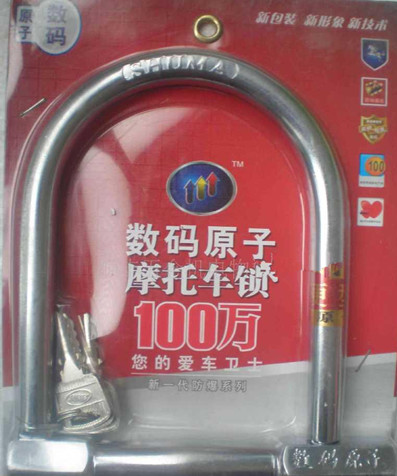 原子
数码
新包装 新形象 新技术
SHUMA
TM
数码原子
摩托车锁
100万
您的爱车卫士
新一代防爆系列
100
数码原子